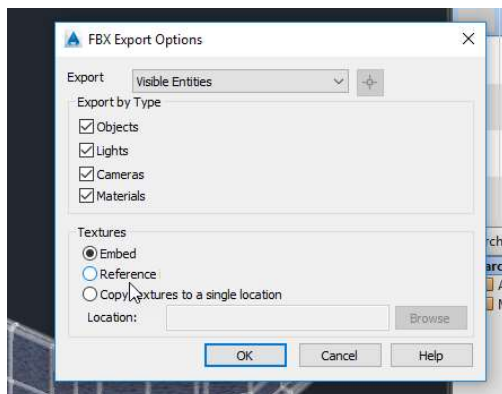 FBX Export Options
Export Visible Entities
Export by Type
Objects
Lights
Cameras
Materials
Textures
Embed
Reference
Copy textures to a single location
Location: Browse
OK Cancel Help